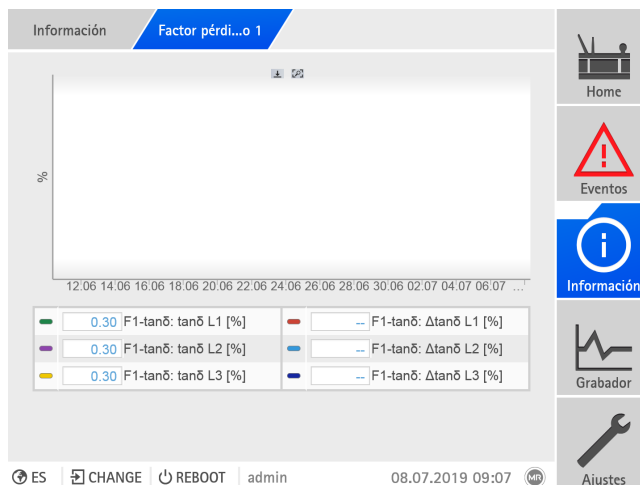 Información
Factor pérdi...o 1
Home
Eventos
Información
Grabador
Ajustes
%
12.06 14.06 16.06 18.06 20.06 22.06 24.06 26.06 28.06 30.06 02.07 04.07 06.07 ...
0.30 F1-tanδ: tanδ L1 [%] -- F1-tanδ: Δtanδ L1 [%]
0.30 F1-tanδ: tanδ L2 [%] -- F1-tanδ: Δtanδ L2 [%]
0.30 F1-tanδ: tanδ L3 [%] -- F1-tanδ: Δtanδ L3 [%]
ES CHANGE REBOOT admin 08.07.2019 09:07 MR